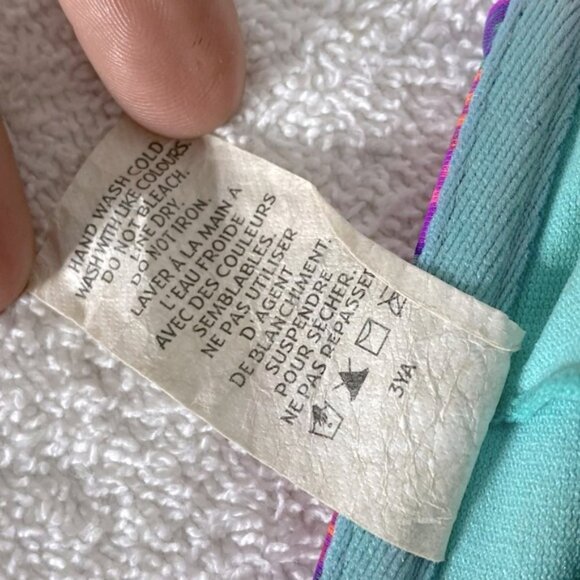 HAND WASH COLD
WASH WITH LIKE COLOURS.
DO NOT BLEACH.
LINE DRY.
DO NOT IRON.
LAVER À LA MAIN A
L'EAU FROIDE
AVEC DES COULEURS
SEMBLABLES.
NE PAS UTILISER
D'AGENT
DE BLANCHIMENT.
SUSPENDRE
POUR SÉCHER.
NE PAS REPASSER
3YA